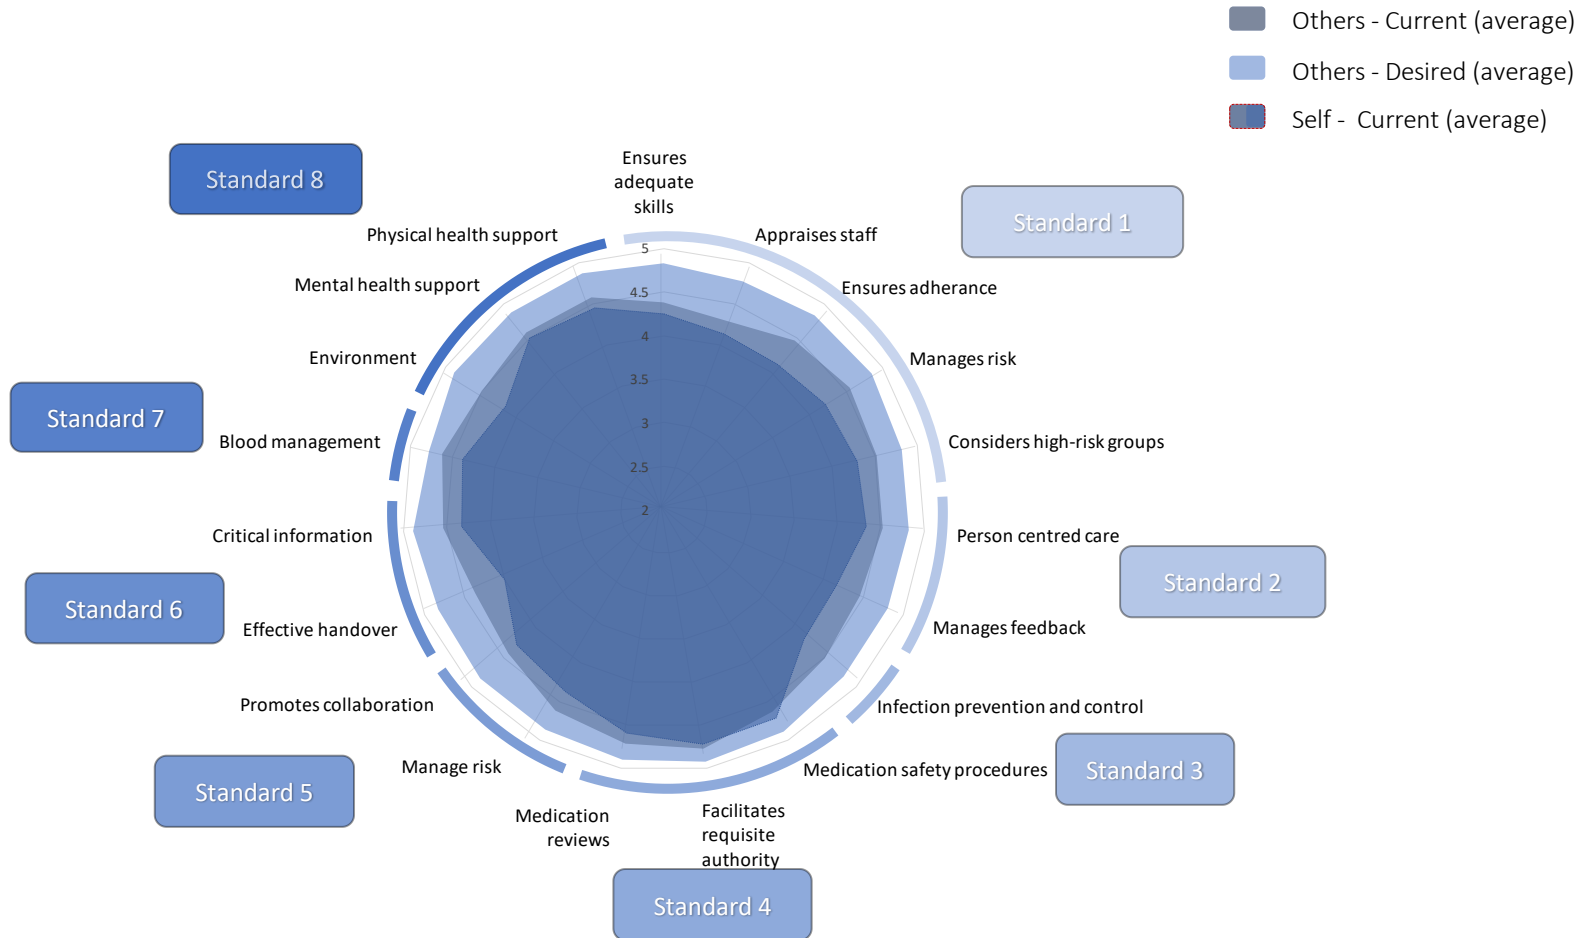 Others - Current (average)
Others - Desired (average)
Self -  Current (average)
Standard 8
Ensures
adequate
skills
Standard 1
Physical health support
Appraises staff
5
Mental health support
Ensures adherance
4.5
Environment
4
Manages risk
3.5
Standard 7
Blood management
3
Considers high-risk groups
2.5
2
Critical information
Person centred care
Standard 2
Standard 6
Effective handover
Manages feedback
Promotes collaboration
Infection prevention and control
Manage risk
Medication safety procedures
Standard 3
Standard 5
Medication
reviews
Facilitates
requisite
authority
Standard 4